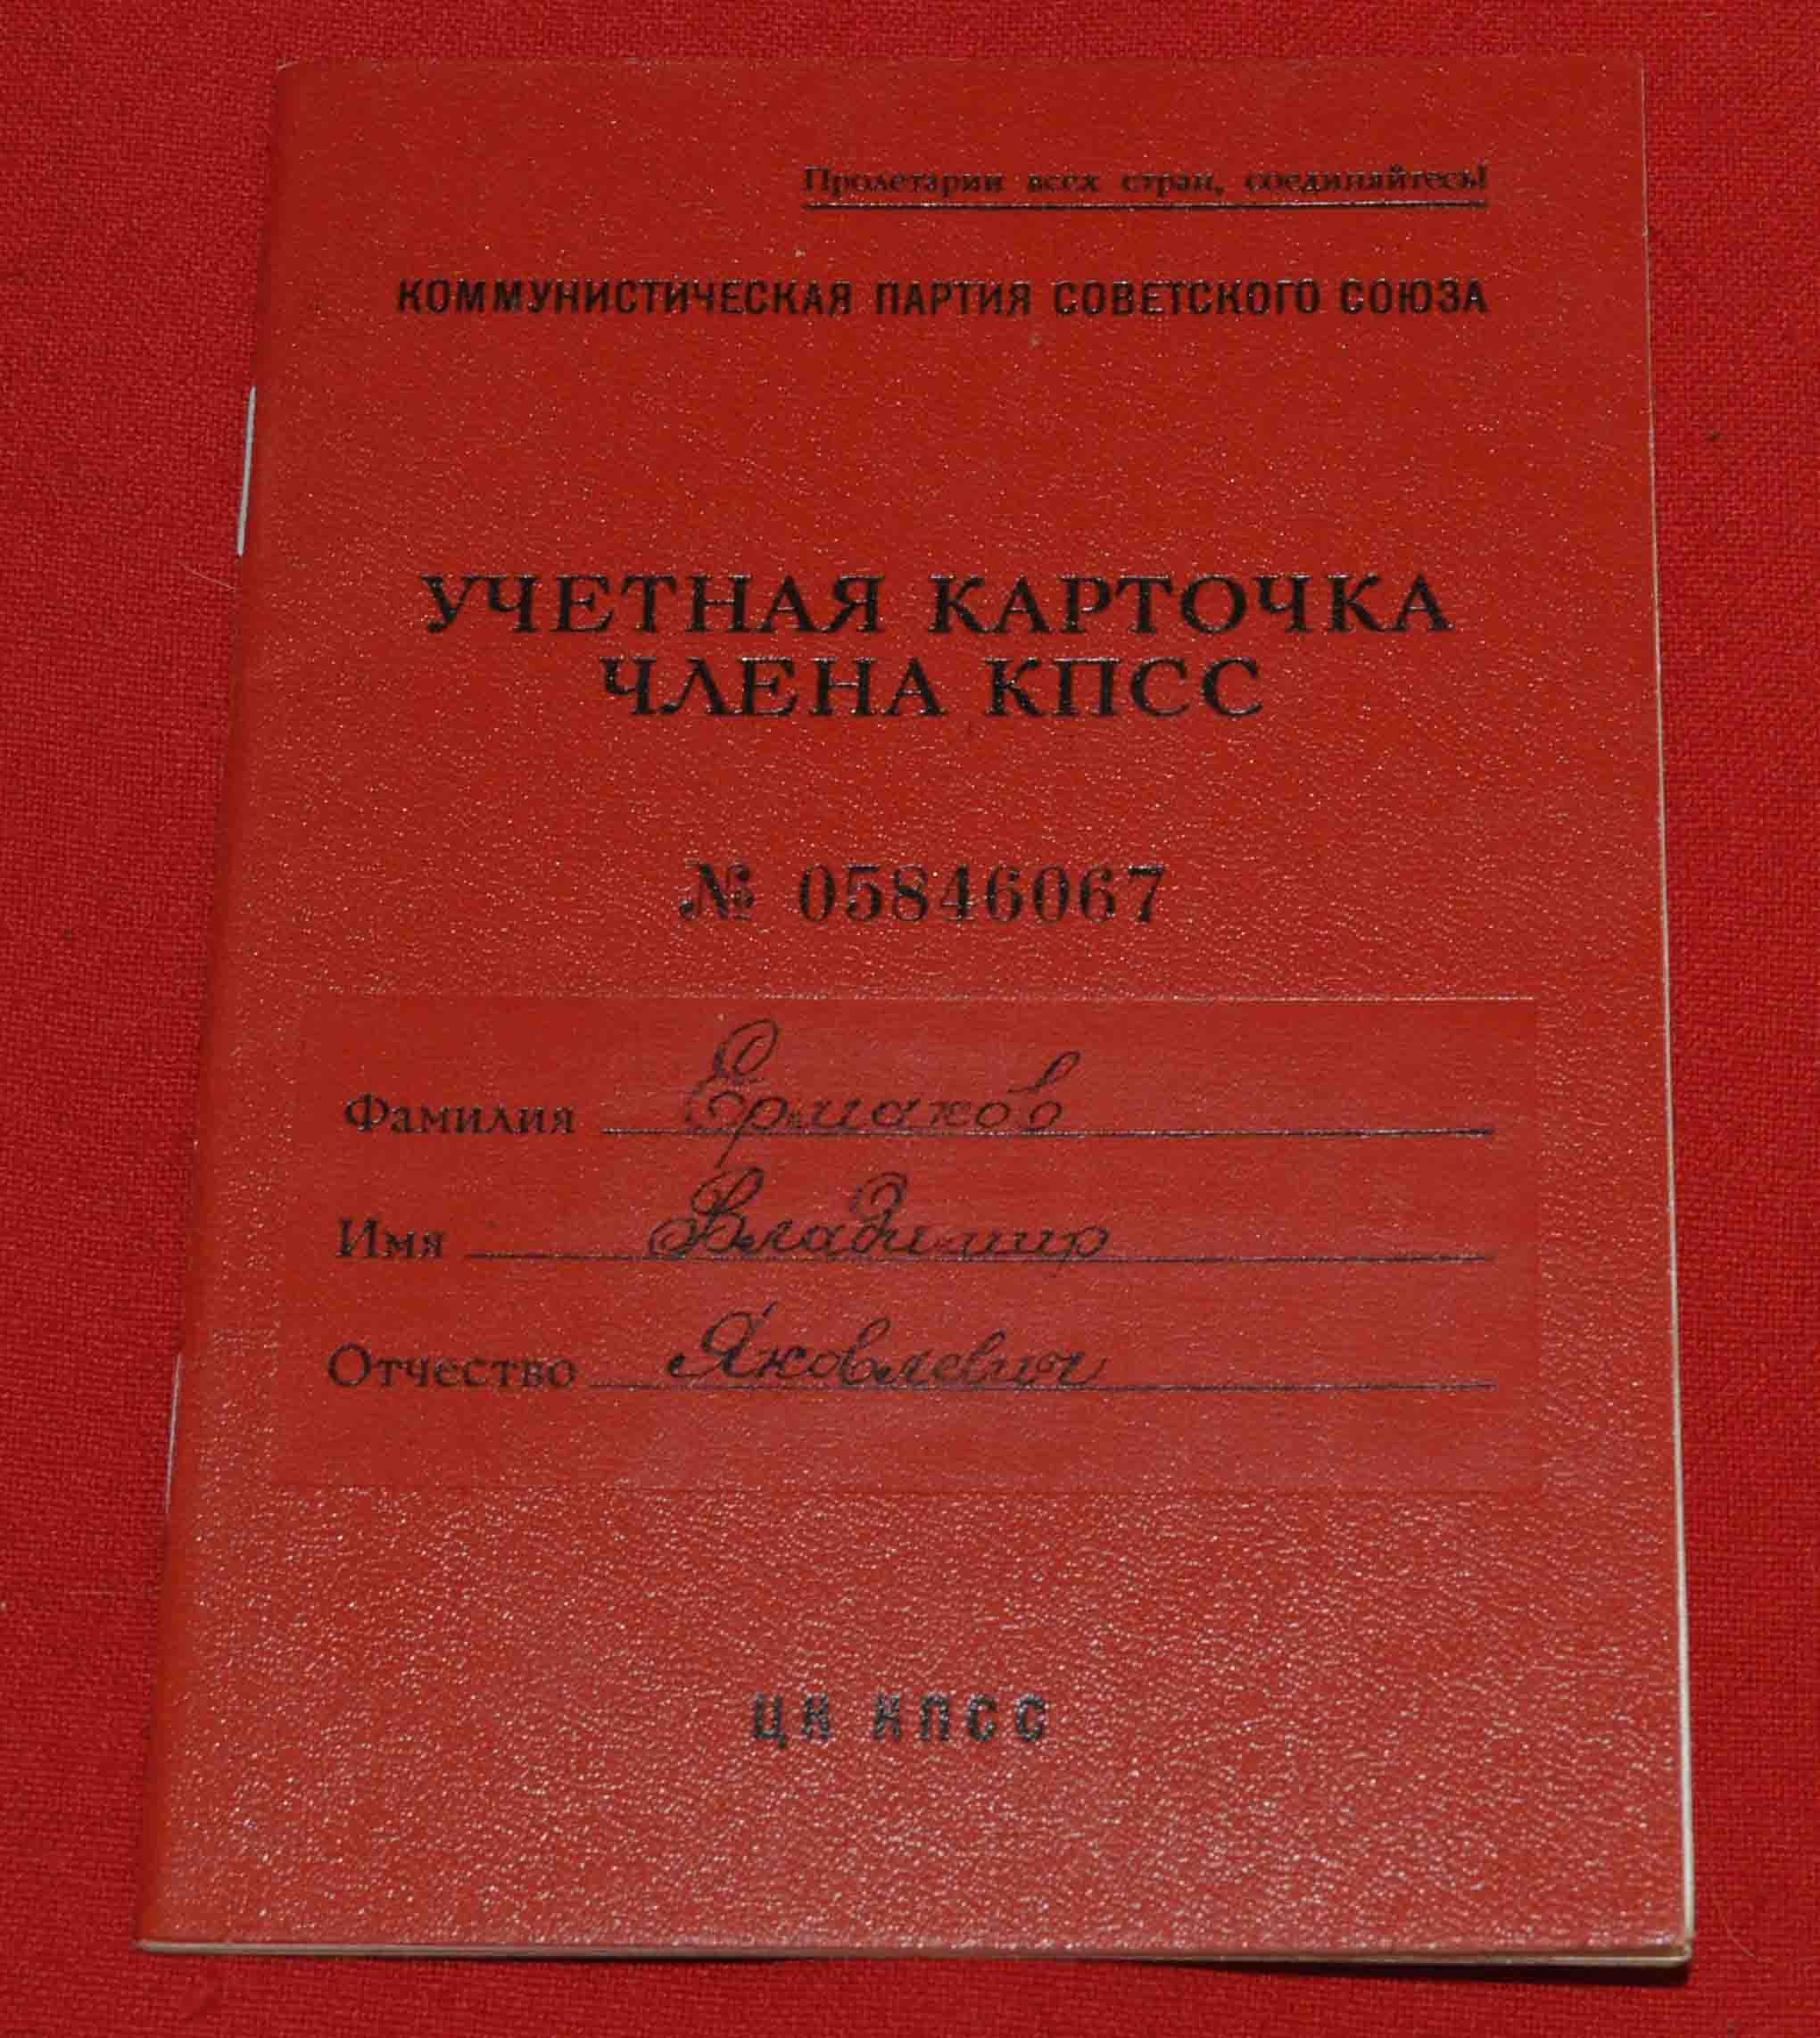 Пролетарии всех стран, соединяйтесь!
КОММУНИСТИЧЕСКАЯ ПАРТИЯ СОВЕТСКОГО СОЮЗА
УЧЕТНАЯ КАРТОЧКА
ЧЛЕНА КПСС
№ 05846067
Фамилия Ермаков
Имя Владимир
Отчество Яковлевич
ЦК КПСС